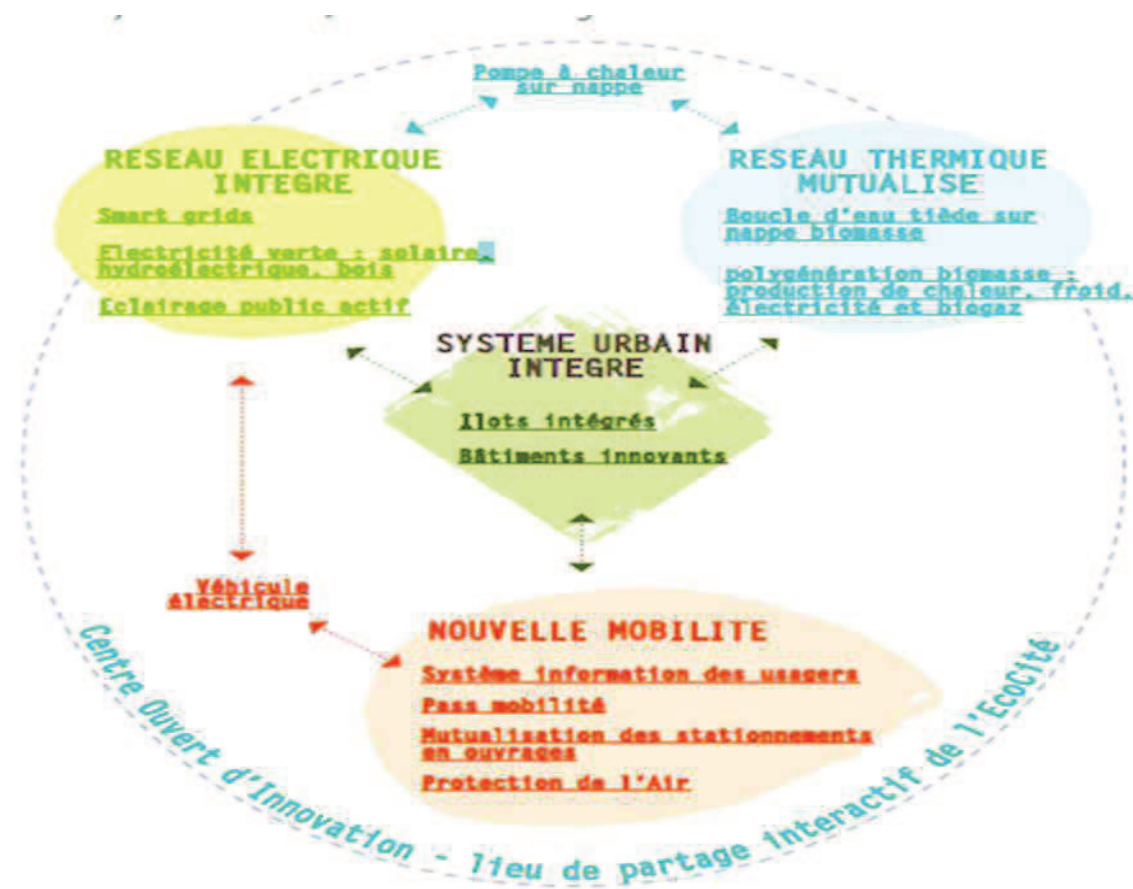 Pompe à chaleur
sur nappe
RESEAU ELECTRIQUE
INTEGRE
Smart grids
Electricité verte : solaire,
hydroélectrique, bois
Eclairage public actif
RESEAU THERMIQUE
MUTUALISE
Boucle d'eau tiède sur
nappe biomasse
polygénération biomasse :
production de chaleur, froid,
électricité et biogaz
SYSTEME URBAIN
INTEGRE
Ilots intégrés
Bâtiments innovants
Véhicule
électrique
NOUVELLE MOBILITE
Système information des usagers
Pass mobilité
Mutualisation des stationnements
en ouvrages
Protection de l'Air
Centre Ouvert d'Innovation - lieu de partage interactif de l'EcoCité